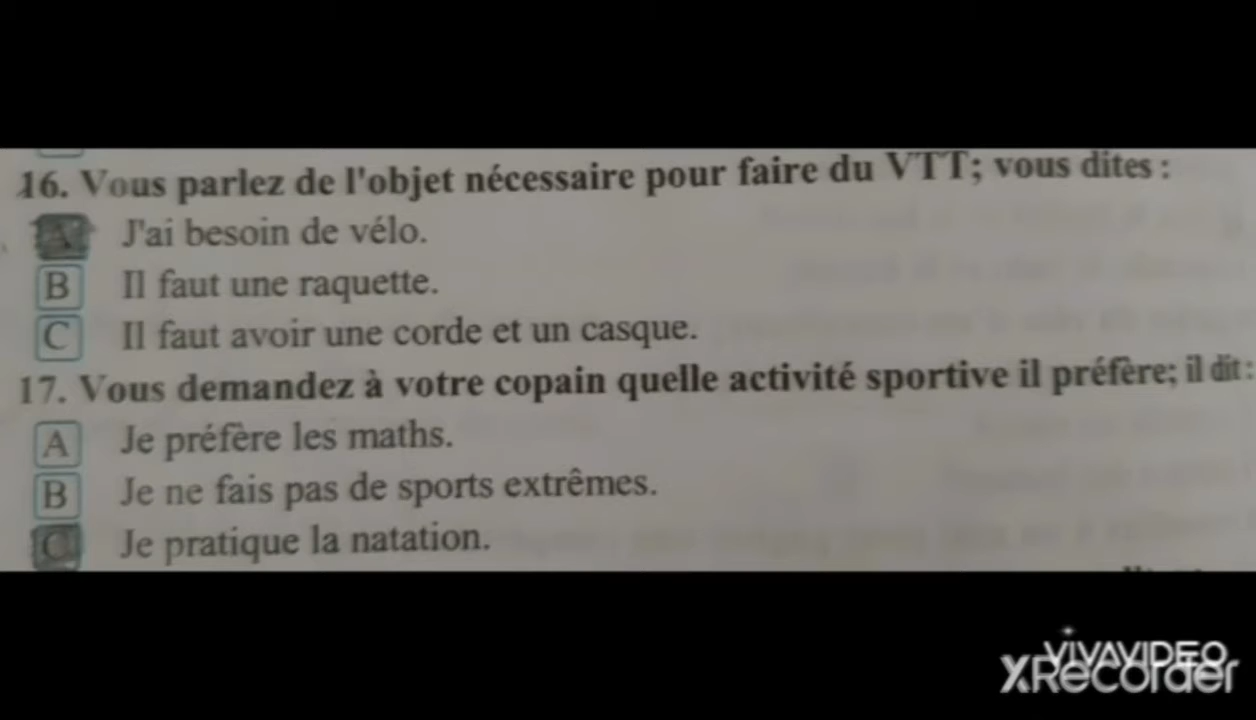 16. Vous parlez de l'objet nécessaire pour faire du VTT; vous dites :
A J'ai besoin de vélo.
B Il faut une raquette.
C Il faut avoir une corde et un casque.
17. Vous demandez à votre copain quelle activité sportive il préfère; il dit:
A Je préfère les maths.
B Je ne fais pas de sports extrêmes.
C Je pratique la natation.
VIVAVIDEO
XRecorder